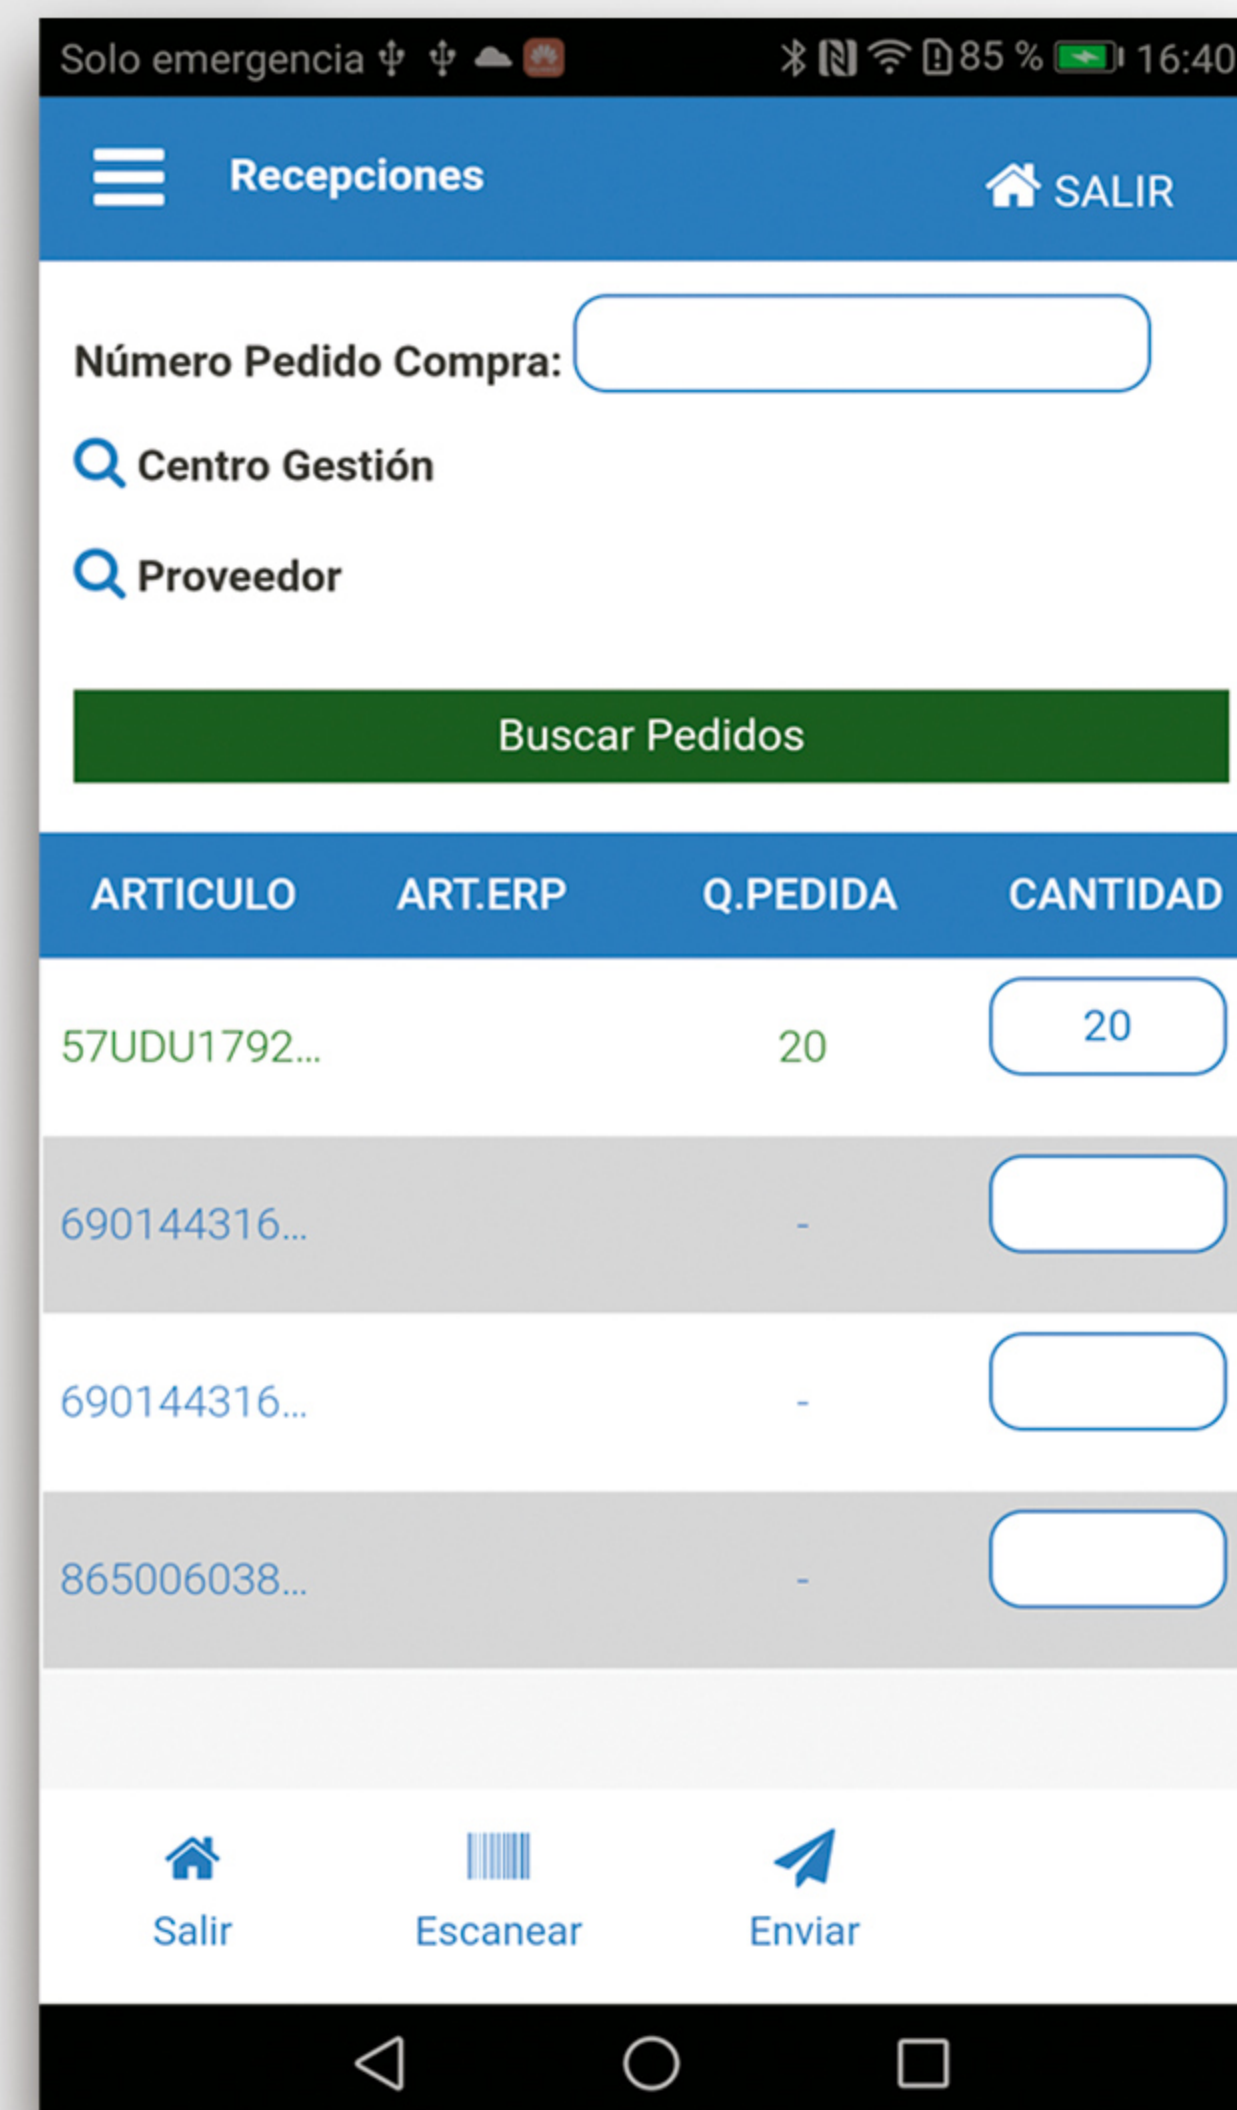 Solo emergencia 85 % 16:40
Recepciones SALIR
Número Pedido Compra:
Centro Gestión
Proveedor
Buscar Pedidos
ARTICULO ART.ERP Q.PEDIDA CANTIDAD
57UDU1792... 20 20
690144316... -
690144316... -
865006038... -
Salir Escanear Enviar